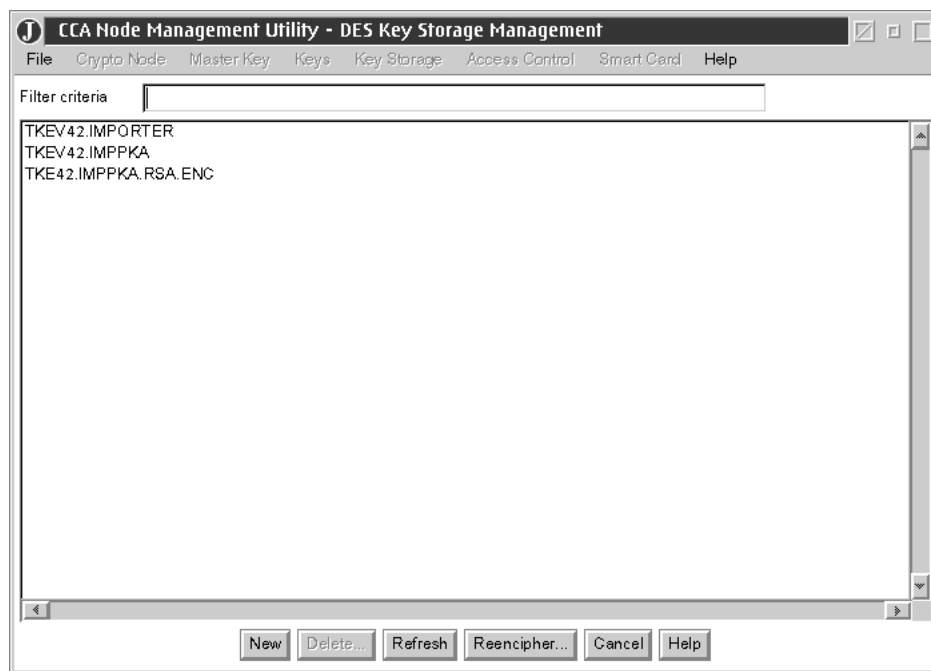 J CCA Node Management Utility - DES Key Storage Management
File Crypto Node Master Key Keys Key Storage Access Control Smart Card Help
Filter criteria
TKEV42.IMPORTER
TKEV42.IMPPKA
TKE42.IMPPKA.RSA.ENC
New Delete... Refresh Reencipher... Cancel Help